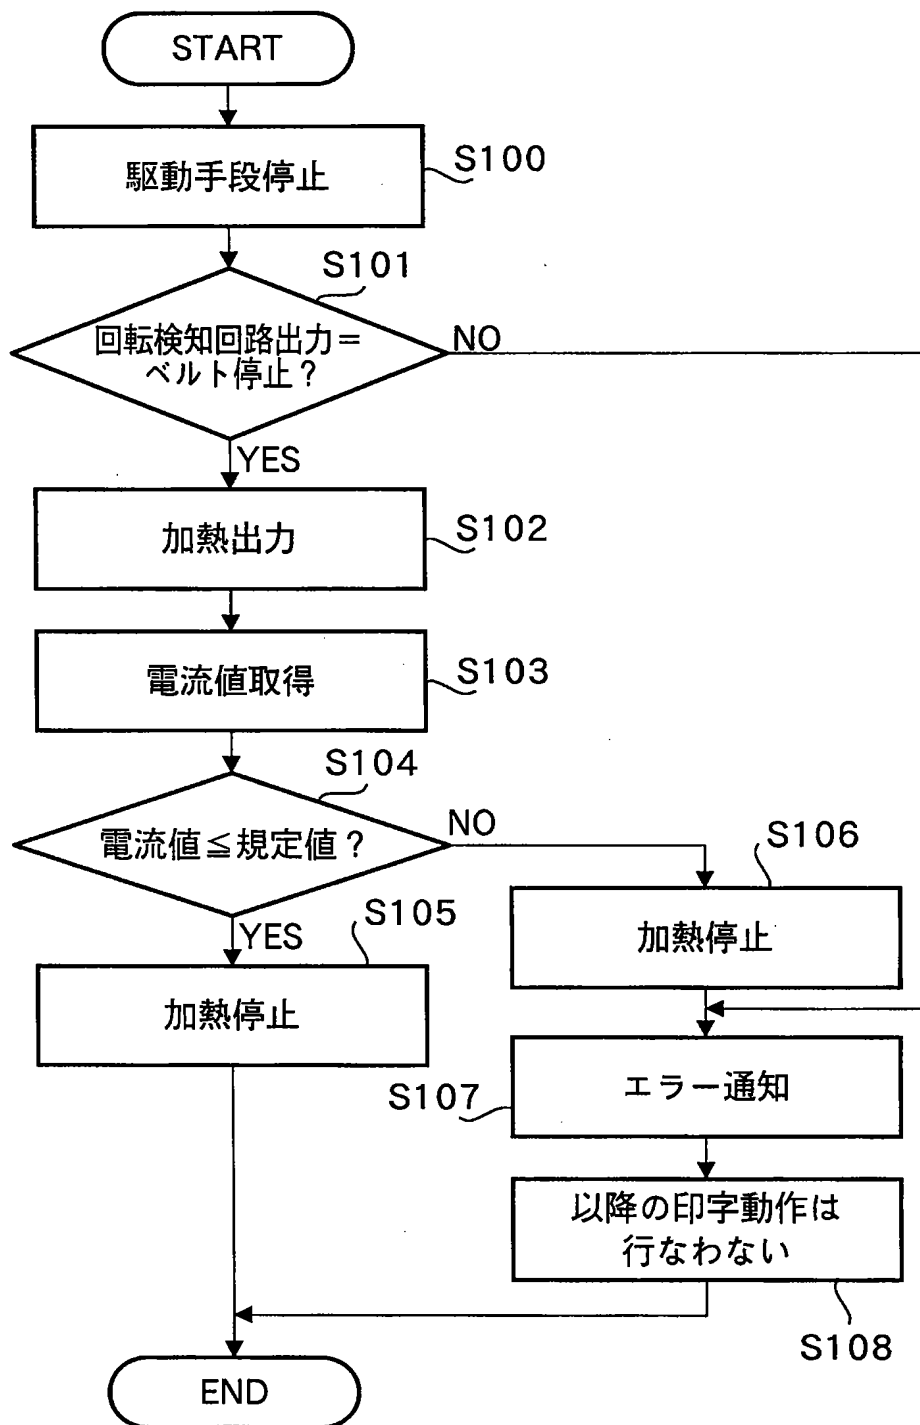 START
駆動手段停止
S100
S101
回転検知回路出力＝
ベルト停止？
NO
YES
加熱出力
S102
電流値取得
S103
S104
電流値≦規定値？
NO
YES
S105
加熱停止
S106
加熱停止
エラー通知
S107
以降の印字動作は
行なわない
S108
END